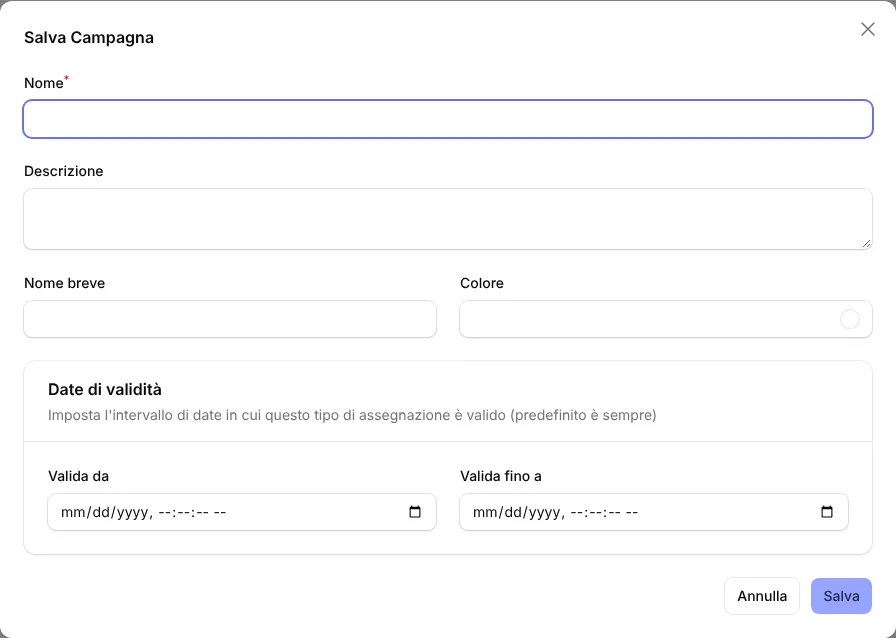 Salva Campagna
Nome*
Descrizione
Nome breve
Colore
Date di validità
Imposta l'intervallo di date in cui questo tipo di assegnazione è valido (predefinito è sempre)
Valida da
Valida fino a
mm/dd/yyyy, --:--:-- --
mm/dd/yyyy, --:--:-- --
Annulla
Salva